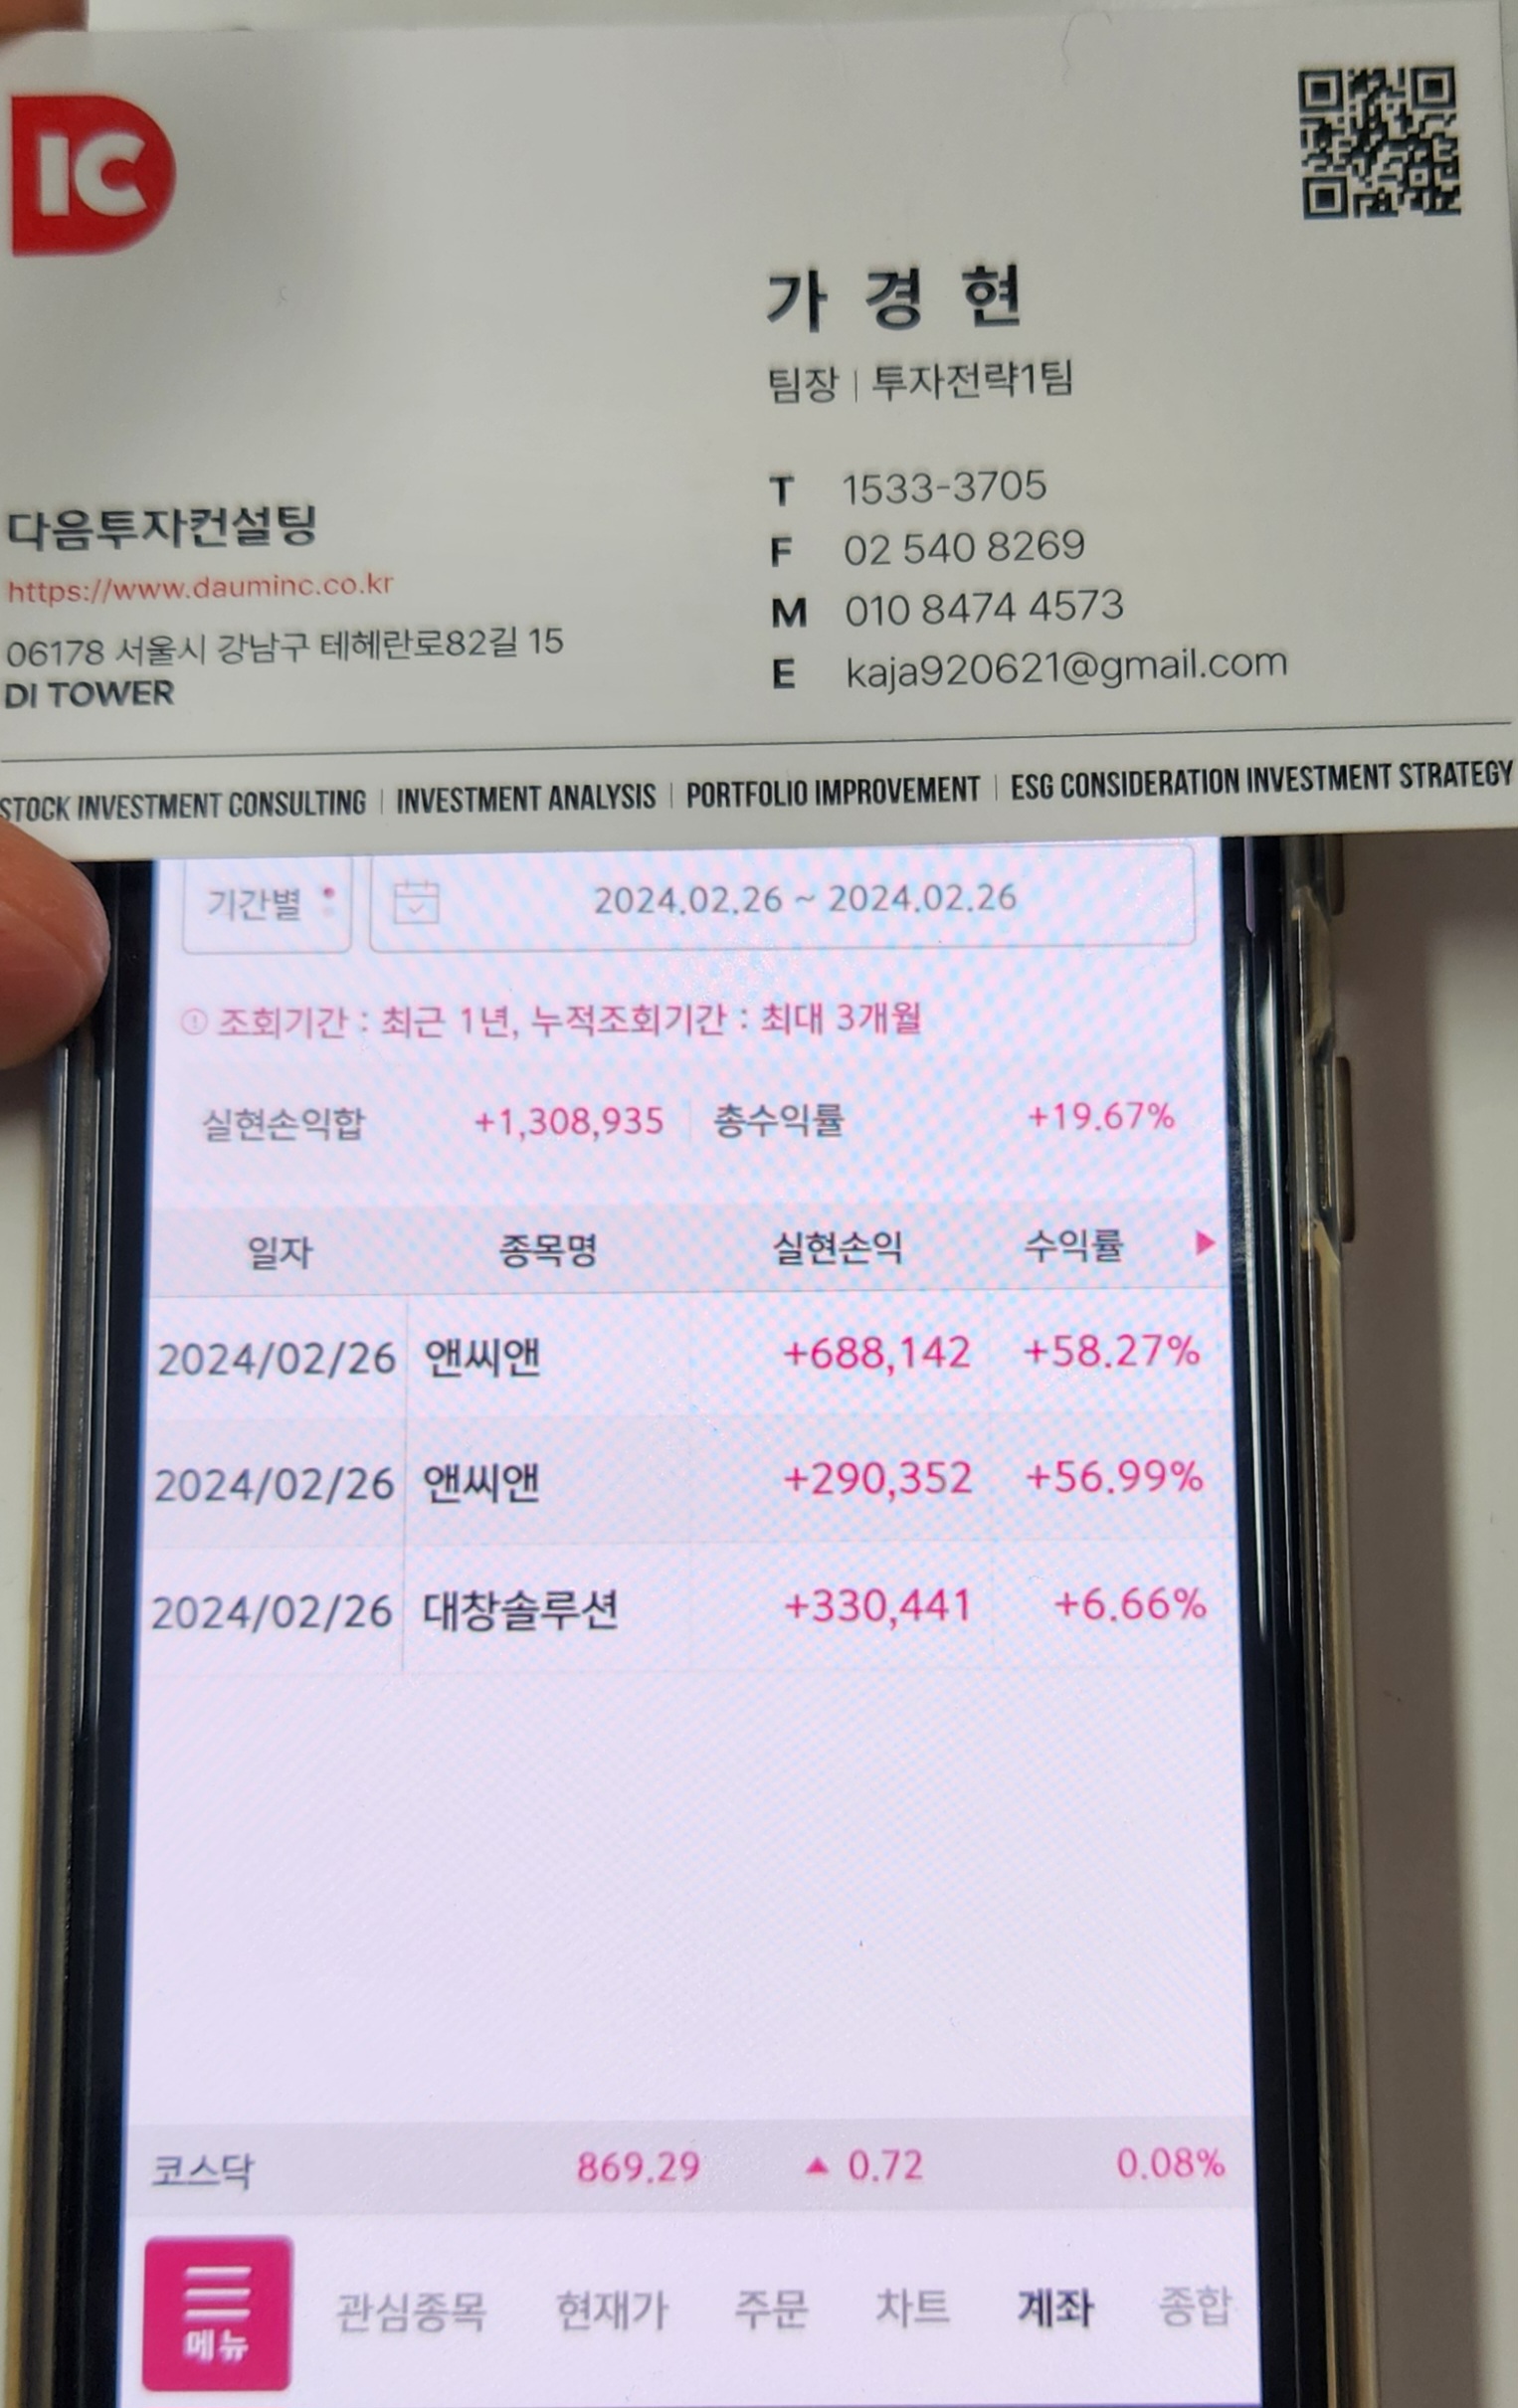 IC
가 경 현
팀장 | 투자전략1팀
T 1533-3705
F 02 540 8269
M 010 8474 4573
E kaja920621@gmail.com
다음투자컨설팅
https://www.dauminc.co.kr
06178 서울시 강남구 테헤란로82길 15
DI TOWER
STOCK INVESTMENT CONSULTING | INVESTMENT ANALYSIS | PORTFOLIO IMPROVEMENT | ESG CONSIDERATION INVESTMENT STRATEGY
기간별 2024.02.26 ~ 2024.02.26
조회기간 : 최근 1년, 누적조회기간 : 최대 3개월
실현손익합 +1,308,935 총수익률 +19.67%
일자 종목명 실현손익 수익률 ▶
2024/02/26 앤씨앤 +688,142 +58.27%
2024/02/26 앤씨앤 +290,352 +56.99%
2024/02/26 대창솔루션 +330,441 +6.66%
코스닥 869.29 ▲ 0.72 0.08%
메뉴 관심종목 현재가 주문 차트 계좌 종합